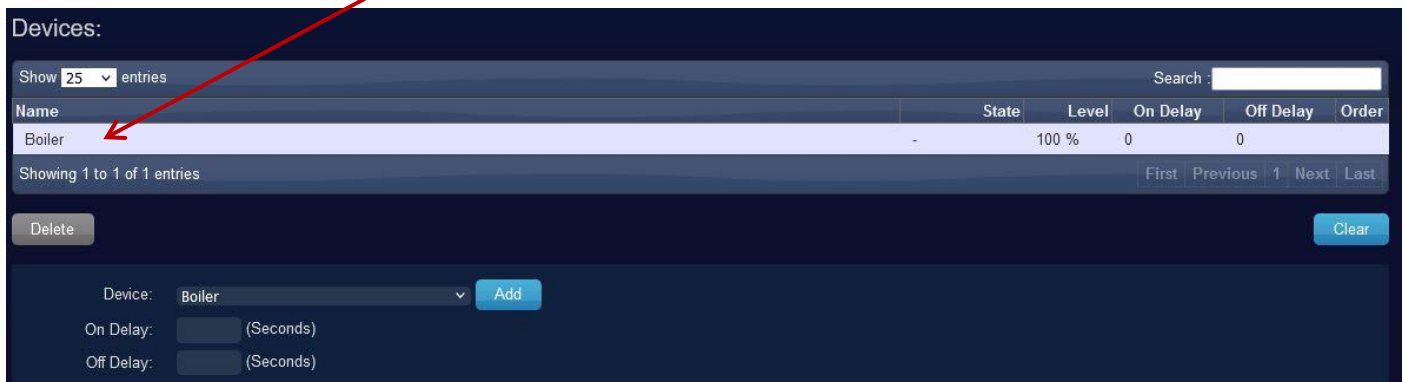 Devices:
Show 25 entries Search :
Name State Level On Delay Off Delay Order
Boiler - 100 % 0 0
Showing 1 to 1 of 1 entries First Previous 1 Next Last
Delete Clear
Device: Boiler Add
On Delay: (Seconds)
Off Delay: (Seconds)